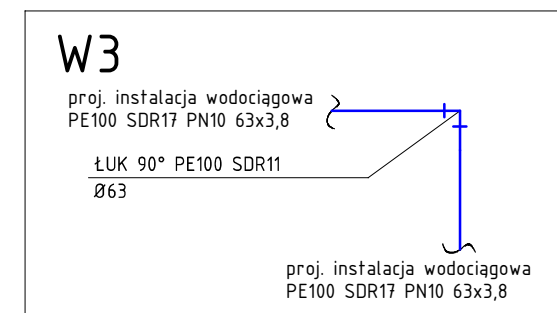 W3
proj. instalacja wodociągowa
PE100 SDR17 PN10 63x3,8
ŁUK 90° PE100 SDR11
Ø63
proj. instalacja wodociągowa
PE100 SDR17 PN10 63x3,8